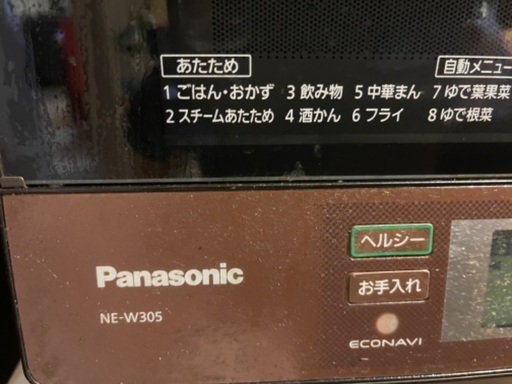 あたため
自動メニュー
1 ごはん・おかず 3 飲み物 5 中華まん 7 ゆで葉果菜
2 スチームあたため 4 酒かん 6 フライ 8 ゆで根菜
ヘルシー
Panasonic
お手入れ
NE-W305
ECONAVI